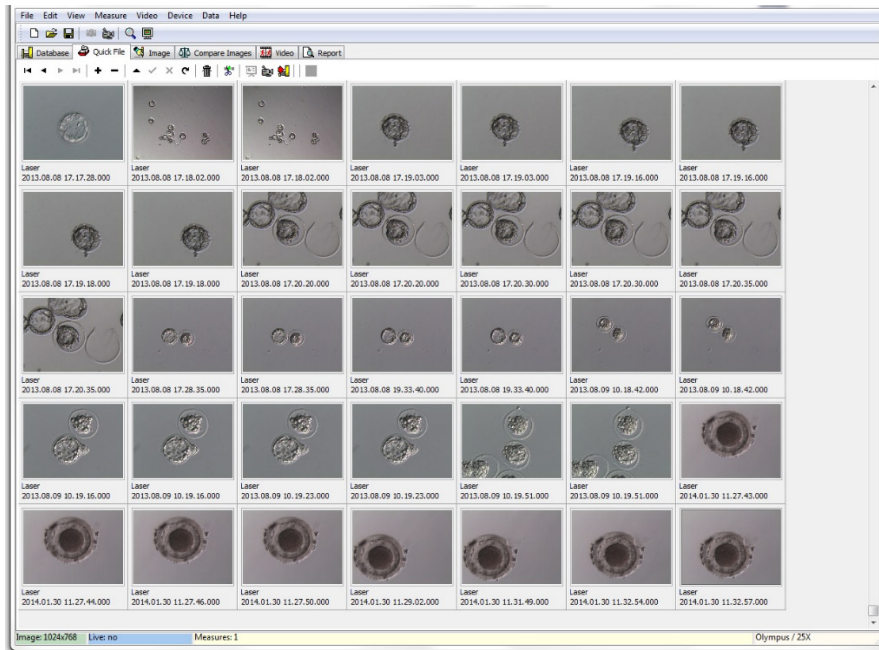 File Edit View Measure Video Device Data Help
Database Quick File Image Compare Images Video Report
Laser Laser Laser Laser Laser Laser Laser
2013.08.08 17.17.28.000 2013.08.08 17.18.02.000 2013.08.08 17.18.02.000 2013.08.08 17.19.03.000 2013.08.08 17.19.03.000 2013.08.08 17.19.16.000 2013.08.08 17.19.16.000
Laser Laser Laser Laser Laser Laser Laser
2013.08.08 17.19.18.000 2013.08.08 17.19.18.000 2013.08.08 17.20.20.000 2013.08.08 17.20.20.000 2013.08.08 17.20.30.000 2013.08.08 17.20.30.000 2013.08.08 17.20.35.000
Laser Laser Laser Laser Laser Laser Laser
2013.08.08 17.20.35.000 2013.08.08 17.28.35.000 2013.08.08 17.28.35.000 2013.08.08 19.33.40.000 2013.08.08 19.33.40.000 2013.08.09 10.18.42.000 2013.08.09 10.18.42.000
Laser Laser Laser Laser Laser Laser Laser
2013.08.09 10.19.16.000 2013.08.09 10.19.16.000 2013.08.09 10.19.23.000 2013.08.09 10.19.23.000 2013.08.09 10.19.51.000 2013.08.09 10.19.51.000 2014.01.30 11.27.43.000
Laser Laser Laser Laser Laser Laser Laser
2014.01.30 11.27.44.000 2014.01.30 11.27.46.000 2014.01.30 11.27.50.000 2014.01.30 11.29.02.000 2014.01.30 11.31.49.000 2014.01.30 11.32.54.000 2014.01.30 11.32.57.000
Image: 1024x768 Live: no Measures: 1 Olympus / 25X